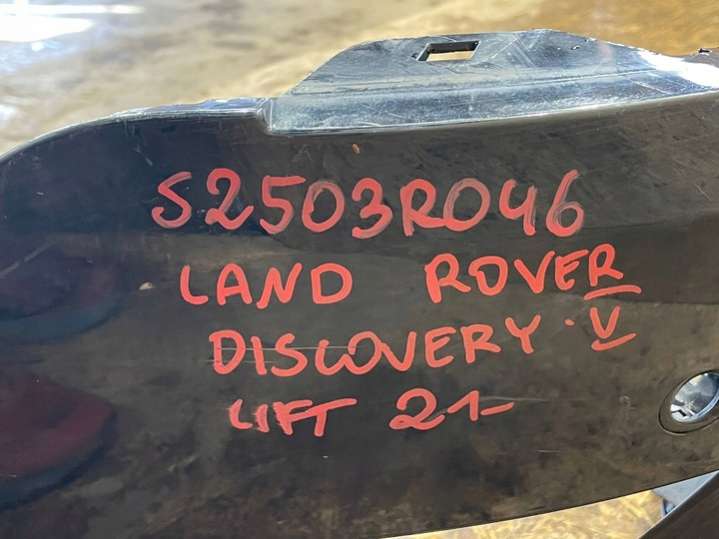 S2503R046
LAND ROVER
DISCOVERY. V
LIFT 21-